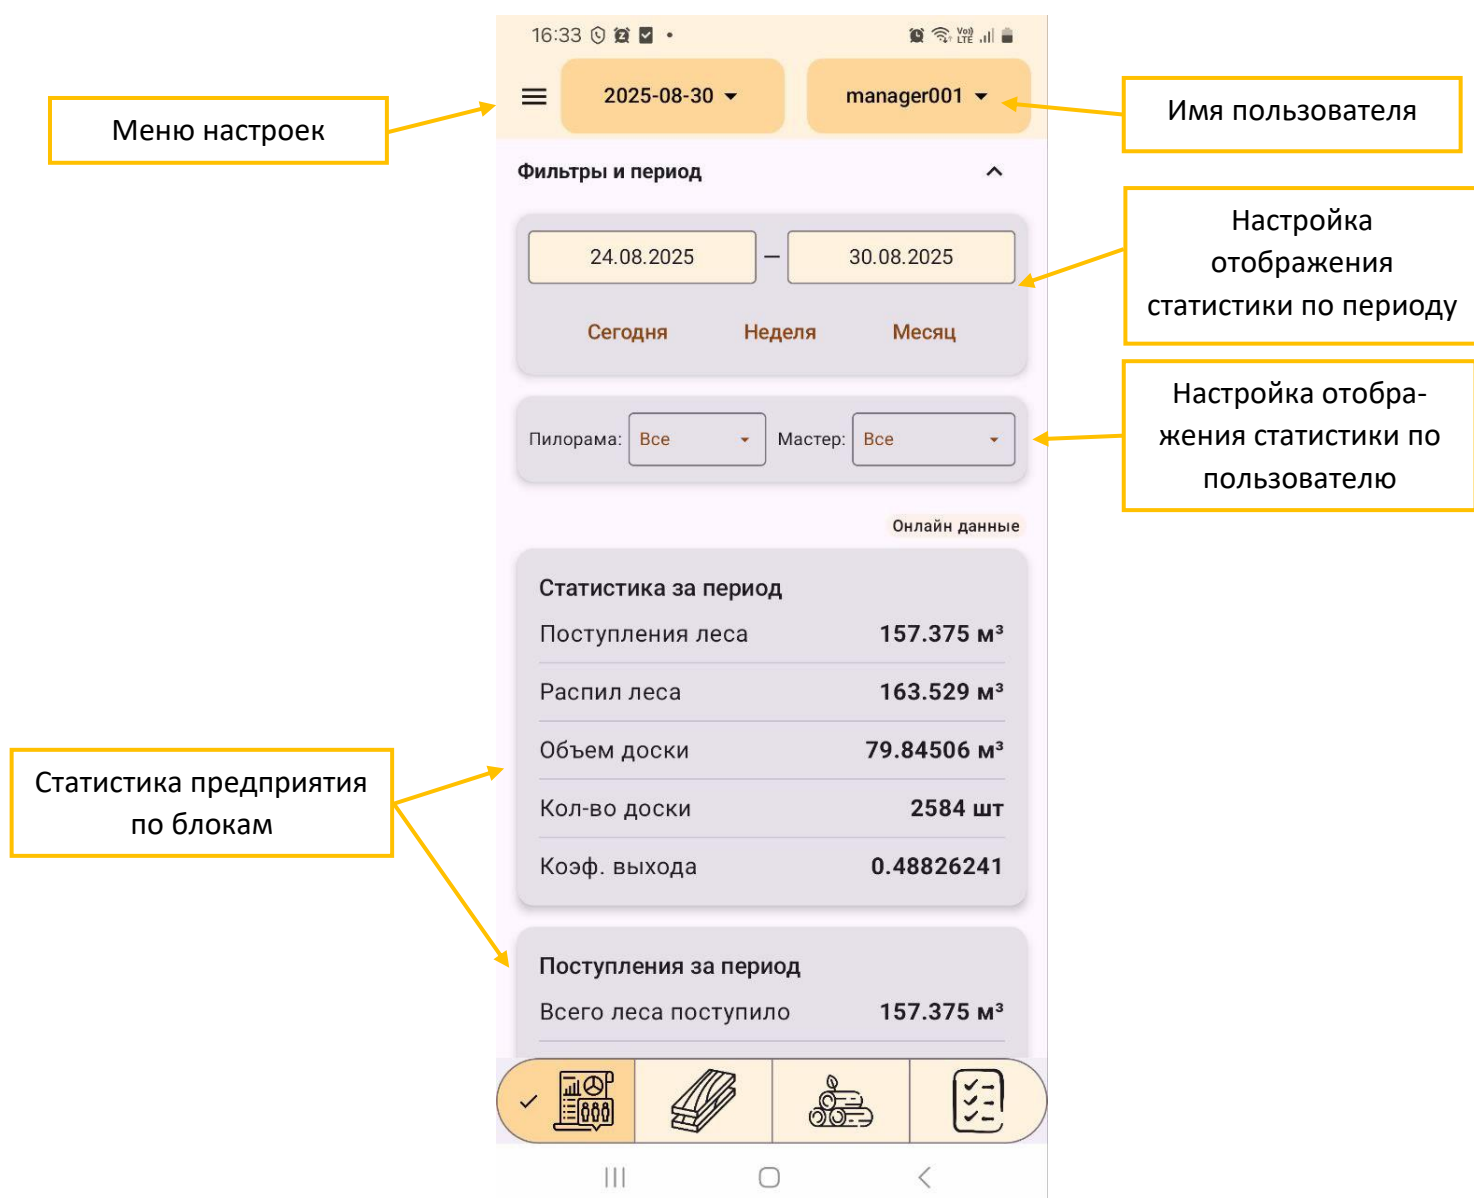 16:33
Vo))
LTE
2025-08-30
manager001
Меню настроек
Имя пользователя
Фильтры и период
24.08.2025 – 30.08.2025
Сегодня Неделя Месяц
Настройка
отображения
статистики по периоду
Пилорама: Все Мастер: Все
Настройка отобра-
жения статистики по
пользователю
Онлайн данные
Статистика за период
Поступления леса 157.375 м³
Распил леса 163.529 м³
Объем доски 79.84506 м³
Кол-во доски 2584 шт
Коэф. выхода 0.48826241
Статистика предприятия
по блокам
Поступления за период
Всего леса поступило 157.375 м³